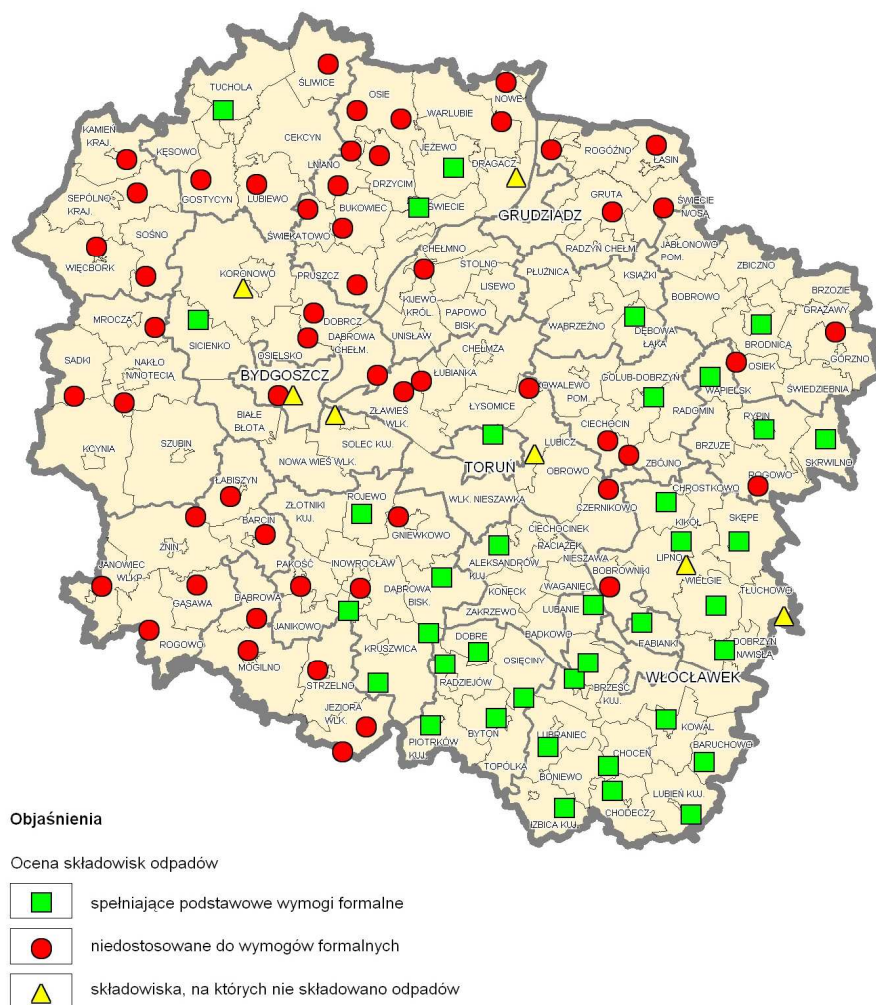 ŚLIWICE
TUCHOLA
OSIE
NOWE
WARLUBIE
KAMIEŃ
KRAJ.
CEKCYN
KĘSOWO
JEŻEWO
ROGÓŹNO
ŁASIN
LNIANO
DRAGACZ
DRZYCIM
GOSTYCYN
LUBIEWO
SĘPÓLNO
KRAJ.
BUKOWIEC
ŚWIECIE
GRUTA
ŚWIECIE
N/OSĄ
GRUDZIĄDZ
ŚWIEKATOWO
SOŚNO
WIĘCBORK
CHEŁMNO
RADZYŃ CHEŁM.
JABŁONOWO
POM.
STOLNO
ZBICZNO
KORONOWO
PRUSZCZ
PŁUŻNICA
KSIĄŻKI
LISEWO
BOBROWO
BRZOZIE
KIJEWO
KRÓL.
PAPOWO
BISK.
GRĄŻAWY
MROCZA
DOBRCZ
WĄBRZEŹNO
DĘBOWA
ŁĄKA
BRODNICA
SICIENKO
DĄBROWA
CHEŁM.
UNISŁAW
OSIELSKO
CHEŁMŻA
GÓRZNO
SADKI
NAKŁO
N/NOTECIĄ
OSIEK
BYDGOSZCZ
ŁUBIANKA
GOLUB-DOBRZYŃ
WĄPIELSK
ŚWIEDZIEBNIA
KOWALEWO
POM.
ZŁAWIEŚ
WLK.
ŁYSOMICE
RADOMIN
BIAŁE
BŁOTA
RYPIN
CIECHOCIN
KCYNIA
SZUBIN
SOLEC KUJ.
LUBICZ
BRZUZE
SKRWILNO
NOWA WIEŚ WLK.
TORUŃ
OBROWO
ZBÓJNO
ROGOWO
ŁABISZYN
WLK. NIESZAWKA
CHROSTKOWO
ZŁOTNIKI
KUJ.
ROJEWO
CZERNIKOWO
BARCIN
GNIEWKOWO
KIKÓŁ
SKĘPE
ŻNIN
CIECHOCINEK
RACIĄŻEK
JANOWIEC
WLKP.
PAKOŚĆ
INOWROCŁAW
ALEKSANDRÓW
KUJ.
NIESZAWA
LIPNO
BOBROWNIKI
WIELGIE
TŁUCHOWO
GĄSAWA
DĄBROWA
DĄBROWA
BISK.
KONECK
WAGANIEC
ZAKRZEWO
LUBANIE
JANIKOWO
FABIANKI
ROGOWO
KRUSZWICA
DOBRE
BĄDKOWO
DOBRZYŃ
N/WISŁĄ
MOGILNO
OSIĘCINY
RADZIEJÓW
WŁOCŁAWEK
STRZELNO
BRZEŚĆ
KUJ.
JEZIORA
WLK.
KOWAL
PIOTRKÓW
KUJ.
BYTOŃ
LUBRANIEC
BARUCHOWO
CHOCEŃ
TOPÓLKA
BONIEWO
LUBIEŃ KUJ.
CHODECZ
IZBICA KUJ.
Objaśnienia
Ocena składowisk odpadów
spełniające podstawowe wymogi formalne
niedostosowane do wymogów formalnych
składowiska, na których nie składowano odpadów